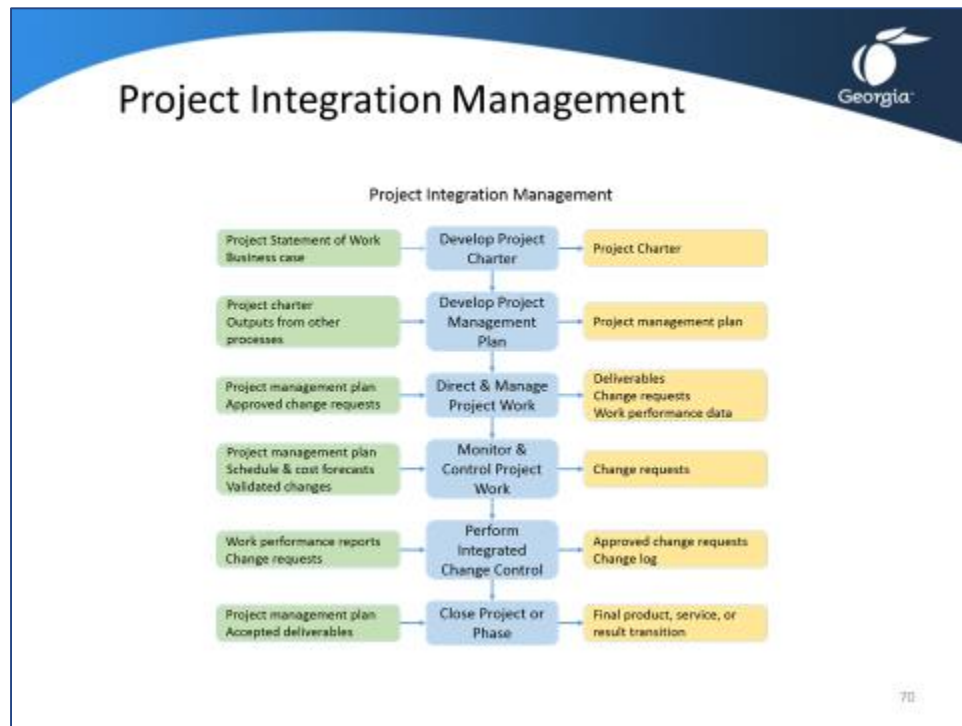 Georgia
Project Integration Management
Project Integration Management
Project Statement of Work
Business case
Develop Project
Charter
Project Charter
Project charter
Outputs from other
processes
Develop Project
Management
Plan
Project management plan
Project management plan
Approved change requests
Direct & Manage
Project Work
Deliverables
Change requests
Work performance data
Project management plan
Schedule & cost forecasts
Validated changes
Monitor &
Control Project
Work
Change requests
Work performance reports
Change requests
Perform
Integrated
Change Control
Approved change requests
Change log
Project management plan
Accepted deliverables
Close Project or
Phase
Final product, service, or
result transition
70